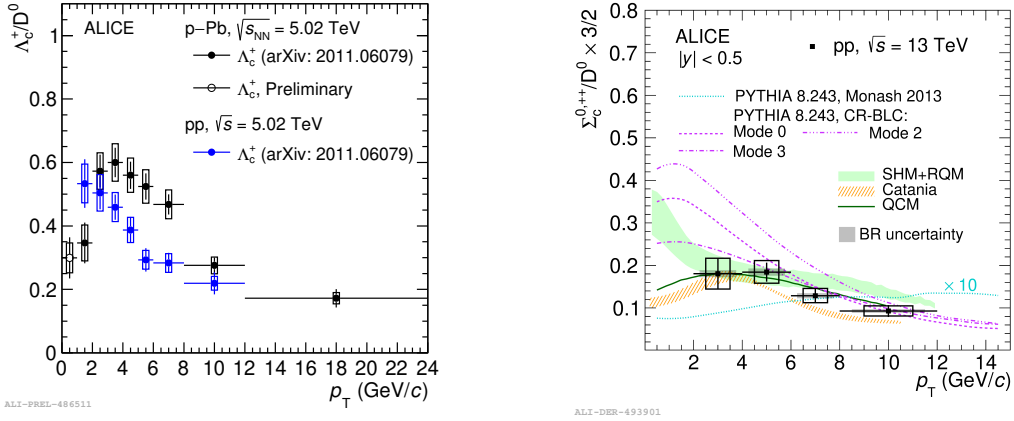 Λc+/D0
ALICE
p−Pb, √sNN = 5.02 TeV
Λc+ (arXiv: 2011.06079)
Λc+, Preliminary
pp, √s = 5.02 TeV
Λc+ (arXiv: 2011.06079)
1
0.8
0.6
0.4
0.2
0
0 2 4 6 8 10 12 14 16 18 20 22 24
pT (GeV/c)
ALI-PREL-486511
Σc0,++/D0 × 3/2
ALICE
pp, √s = 13 TeV
|y| < 0.5
PYTHIA 8.243, Monash 2013
PYTHIA 8.243, CR-BLC:
Mode 0
Mode 2
Mode 3
SHM+RQM
Catania
QCM
BR uncertainty
× 10
0.8
0.7
0.6
0.5
0.4
0.3
0.2
0.1
2 4 6 8 10 12 14
pT (GeV/c)
ALI-DER-493901